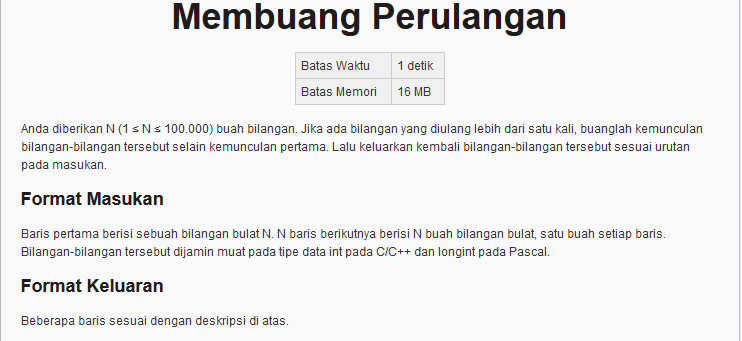 Membuang Perulangan
Batas Waktu 1 detik
Batas Memori 16 MB
Anda diberikan N (1 ≤ N ≤ 100.000) buah bilangan. Jika ada bilangan yang diulang lebih dari satu kali, buanglah kemunculan
bilangan-bilangan tersebut selain kemunculan pertama. Lalu keluarkan kembali bilangan-bilangan tersebut sesuai urutan
pada masukan.
Format Masukan
Baris pertama berisi sebuah bilangan bulat N. N baris berikutnya berisi N buah bilangan bulat, satu buah setiap baris.
Bilangan-bilangan tersebut dijamin muat pada tipe data int pada C/C++ dan longint pada Pascal.
Format Keluaran
Beberapa baris sesuai dengan deskripsi di atas.